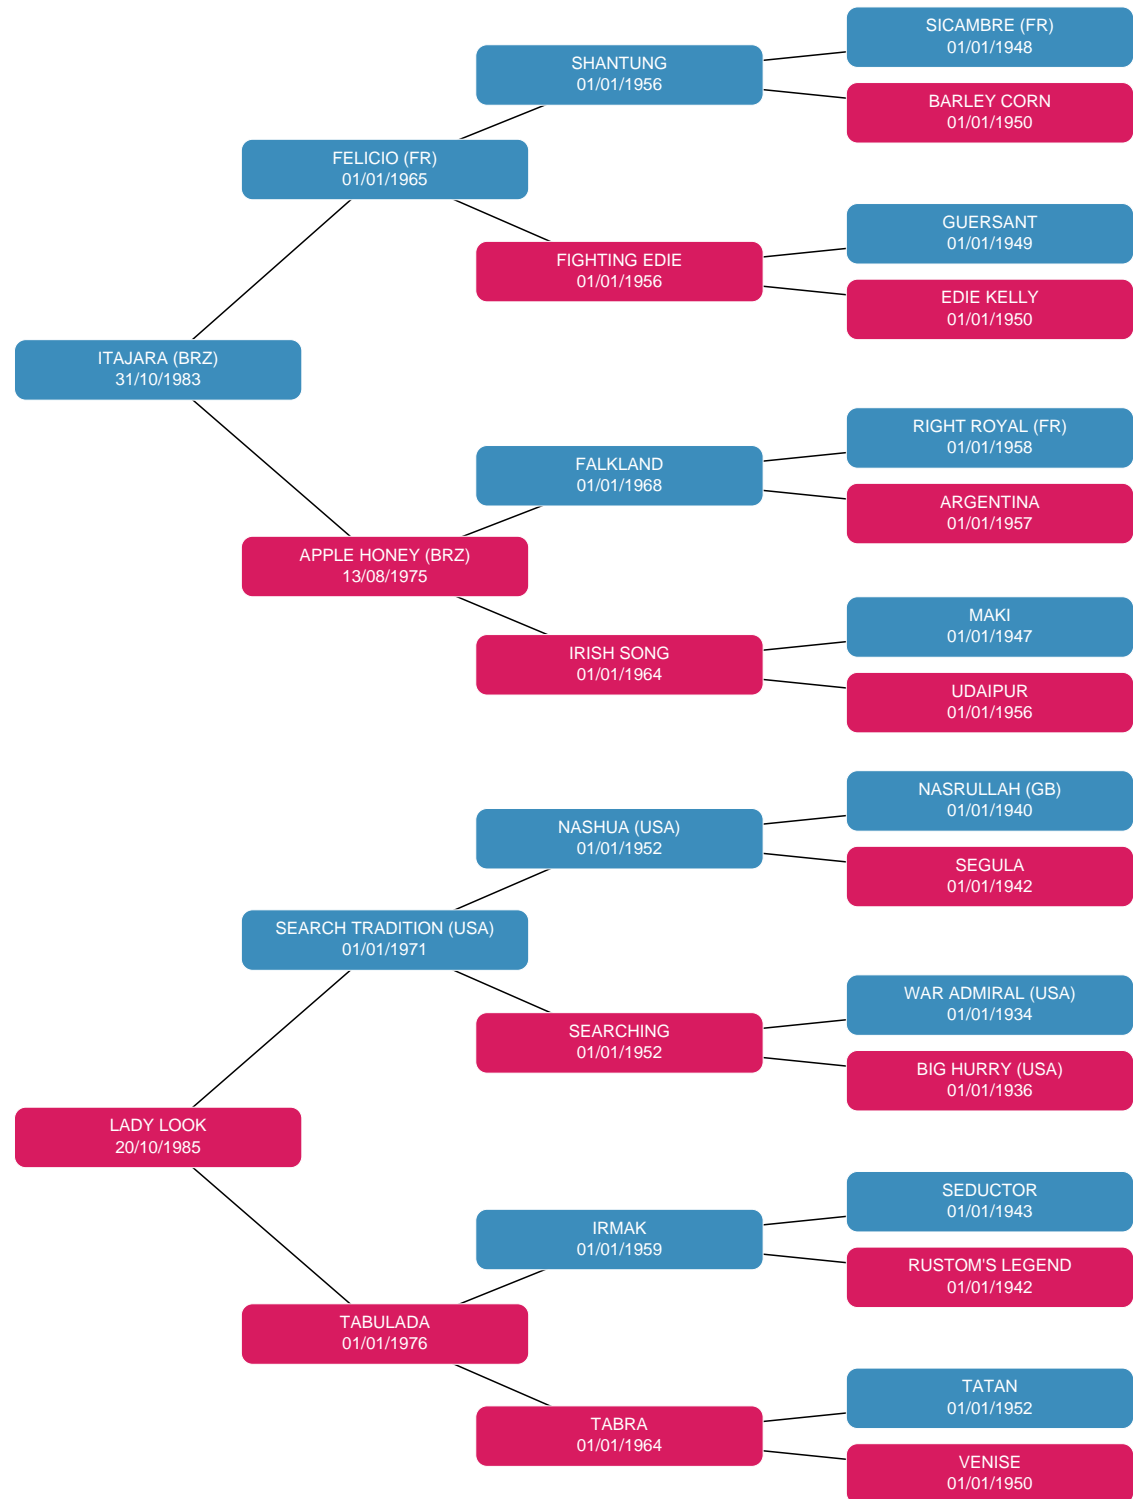 SICAMBRE (FR)
01/01/1948
SHANTUNG
01/01/1956
BARLEY CORN
01/01/1950
FELICIO (FR)
01/01/1965
GUERSANT
01/01/1949
FIGHTING EDIE
01/01/1956
EDIE KELLY
01/01/1950
ITAJARA (BRZ)
31/10/1983
RIGHT ROYAL (FR)
01/01/1958
FALKLAND
01/01/1968
ARGENTINA
01/01/1957
APPLE HONEY (BRZ)
13/08/1975
MAKI
01/01/1947
IRISH SONG
01/01/1964
UDAIPUR
01/01/1956
NASRULLAH (GB)
01/01/1940
NASHUA (USA)
01/01/1952
SEGULA
01/01/1942
SEARCH TRADITION (USA)
01/01/1971
WAR ADMIRAL (USA)
01/01/1934
SEARCHING
01/01/1952
BIG HURRY (USA)
01/01/1936
LADY LOOK
20/10/1985
SEDUCTOR
01/01/1943
IRMAK
01/01/1959
RUSTOM'S LEGEND
01/01/1942
TABULADA
01/01/1976
TATAN
01/01/1952
TABRA
01/01/1964
VENISE
01/01/1950